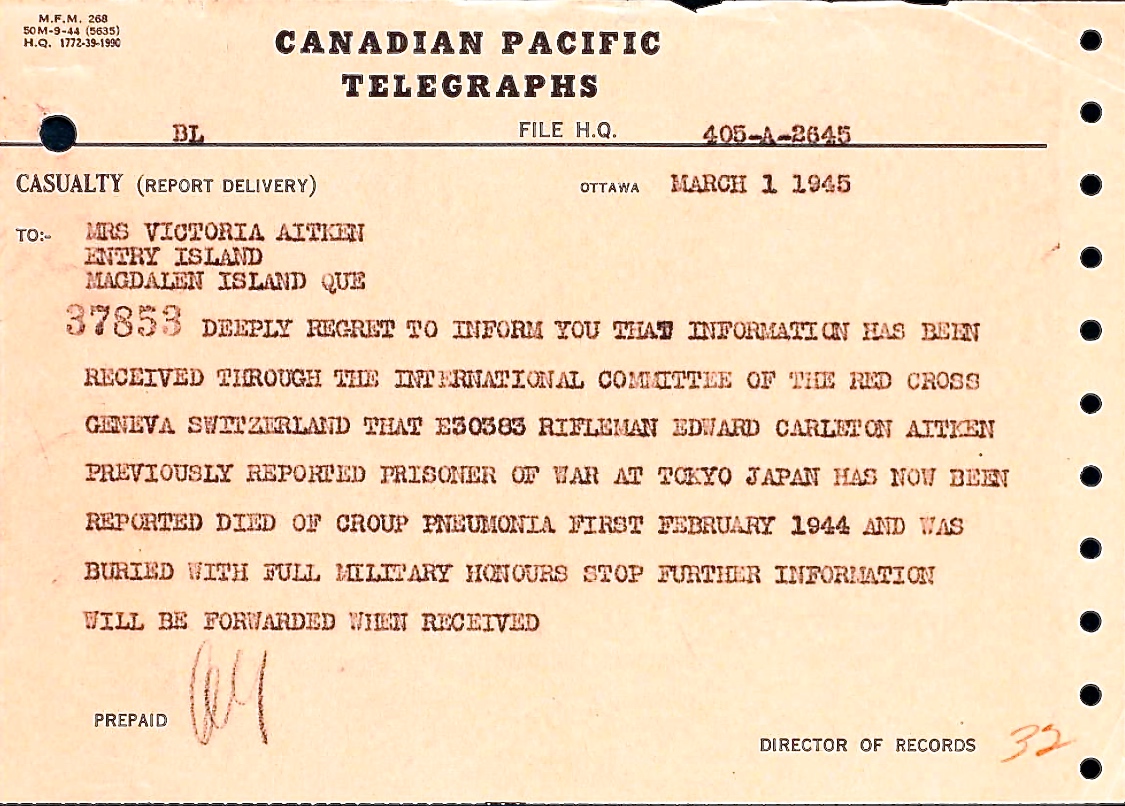 M.F.M. 268
50M-9-44 (5635)
H.Q. 1772-39-1990
CANADIAN PACIFIC
TELEGRAPHS
BL FILE H.Q. 405-A-2645
CASUALTY (REPORT DELIVERY) OTTAWA MARCH 1 1945
TO:- MRS VICTORIA AITKEN
ENTRY ISLAND
MAGDALEN ISLAND QUE
37853 DEEPLY REGRET TO INFORM YOU THAT INFORMATION HAS BEEN
RECEIVED THROUGH THE INTERNATIONAL COMMITTEE OF THE RED CROSS
GENEVA SWITZERLAND THAT E30383 RIFLEMAN EDWARD CARLETON AITKEN
PREVIOUSLY REPORTED PRISONER OF WAR AT TOKYO JAPAN HAS NOW BEEN
REPORTED DIED OF CROUP PNEUMONIA FIRST FEBRUARY 1944 AND WAS
BURIED WITH FULL MILITARY HONOURS STOP FURTHER INFORMATION
WILL BE FORWARDED WHEN RECEIVED
PREPAID
DIRECTOR OF RECORDS 32